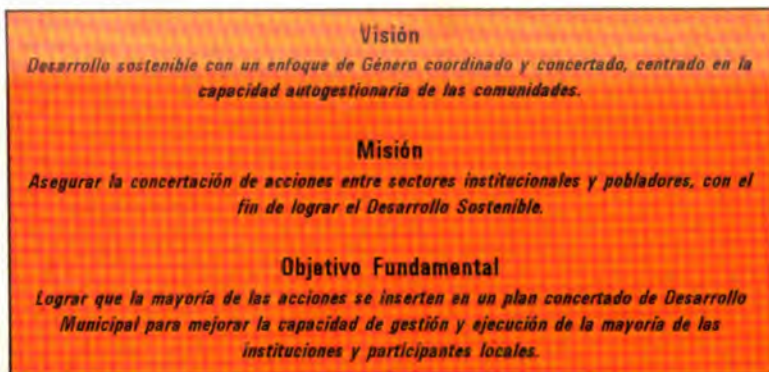 Visión
Desarrollo sostenible con un enfoque de Género coordinado y concertado, centrado en la
capacidad autogestionaria de las comunidades.
Misión
Asegurar la concertación de acciones entre sectores institucionales y pobladores, con el
fin de lograr el Desarrollo Sostenible.
Objetivo Fundamental
Lograr que la mayoría de las acciones se inserten en un plan concertado de Desarrollo
Municipal para mejorar la capacidad de gestión y ejecución de la mayoría de las
instituciones y participantes locales.